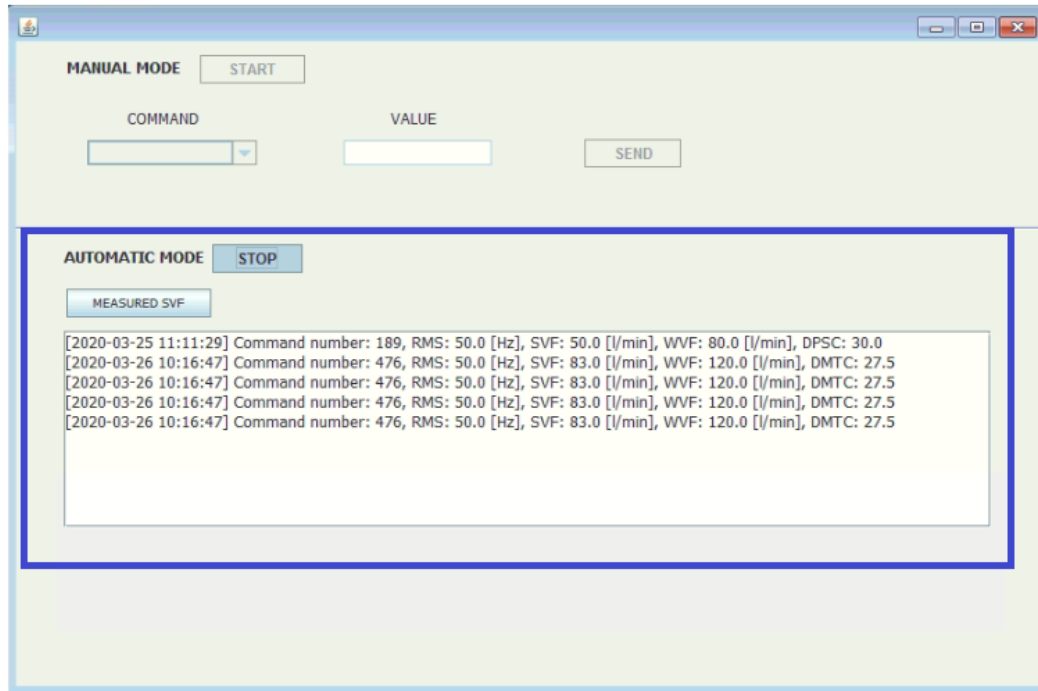 MANUAL MODE START
COMMAND VALUE
SEND
AUTOMATIC MODE STOP
MEASURED SVF
[2020-03-25 11:11:29] Command number: 189, RMS: 50.0 [Hz], SVF: 50.0 [l/min], WVF: 80.0 [l/min], DPSC: 30.0
[2020-03-26 10:16:47] Command number: 476, RMS: 50.0 [Hz], SVF: 83.0 [l/min], WVF: 120.0 [l/min], DMTC: 27.5
[2020-03-26 10:16:47] Command number: 476, RMS: 50.0 [Hz], SVF: 83.0 [l/min], WVF: 120.0 [l/min], DMTC: 27.5
[2020-03-26 10:16:47] Command number: 476, RMS: 50.0 [Hz], SVF: 83.0 [l/min], WVF: 120.0 [l/min], DMTC: 27.5
[2020-03-26 10:16:47] Command number: 476, RMS: 50.0 [Hz], SVF: 83.0 [l/min], WVF: 120.0 [l/min], DMTC: 27.5